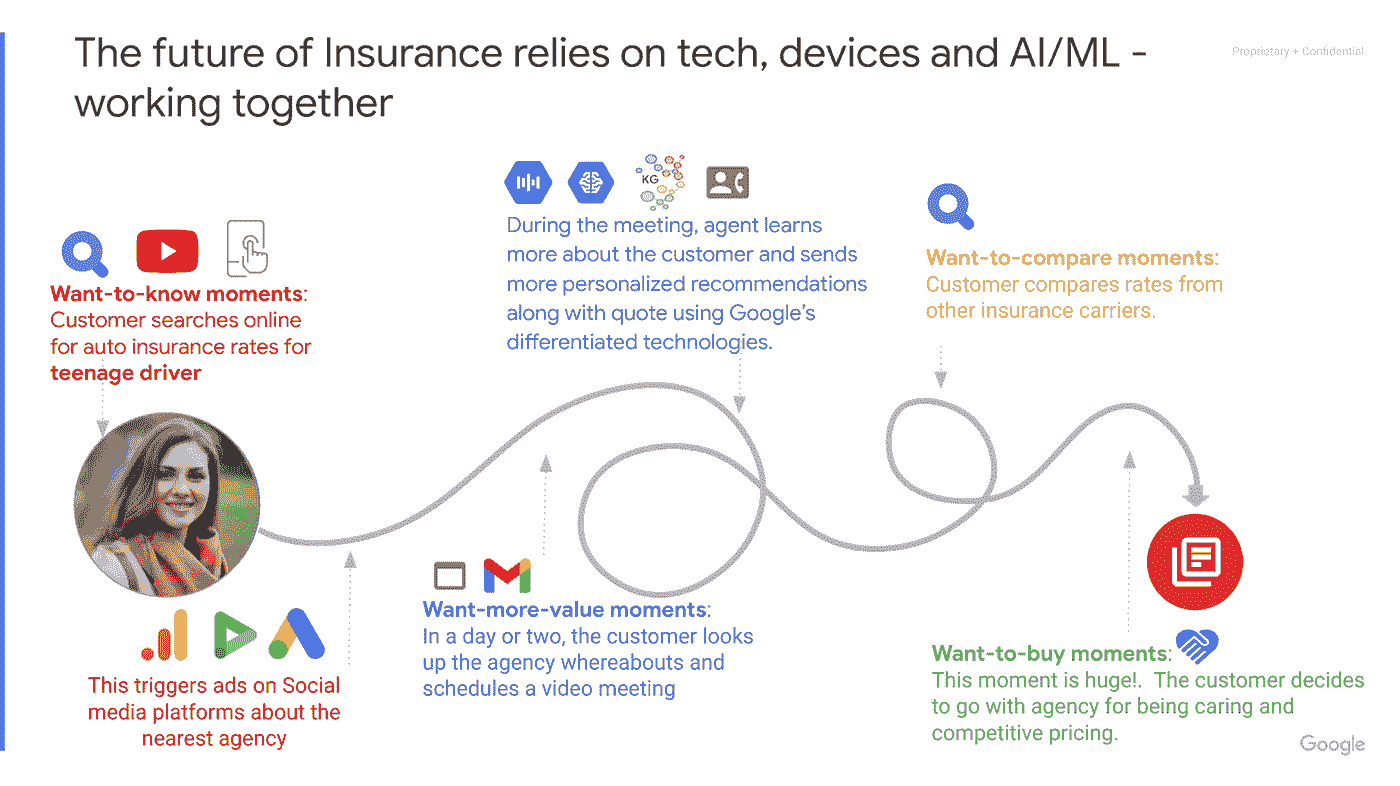 The future of Insurance relies on tech, devices and AI/ML -
working together
Proprietary + Confidential
Want-to-know moments:
Customer searches online
for auto insurance rates for
teenage driver
This triggers ads on Social
media platforms about the
nearest agency
Want-more-value moments:
In a day or two, the customer looks
up the agency whereabouts and
schedules a video meeting
KG
During the meeting, agent learns
more about the customer and sends
more personalized recommendations
along with quote using Google’s
differentiated technologies.
Want-to-compare moments:
Customer compares rates from
other insurance carriers.
Want-to-buy moments:
This moment is huge!. The customer decides
to go with agency for being caring and
competitive pricing.
Google